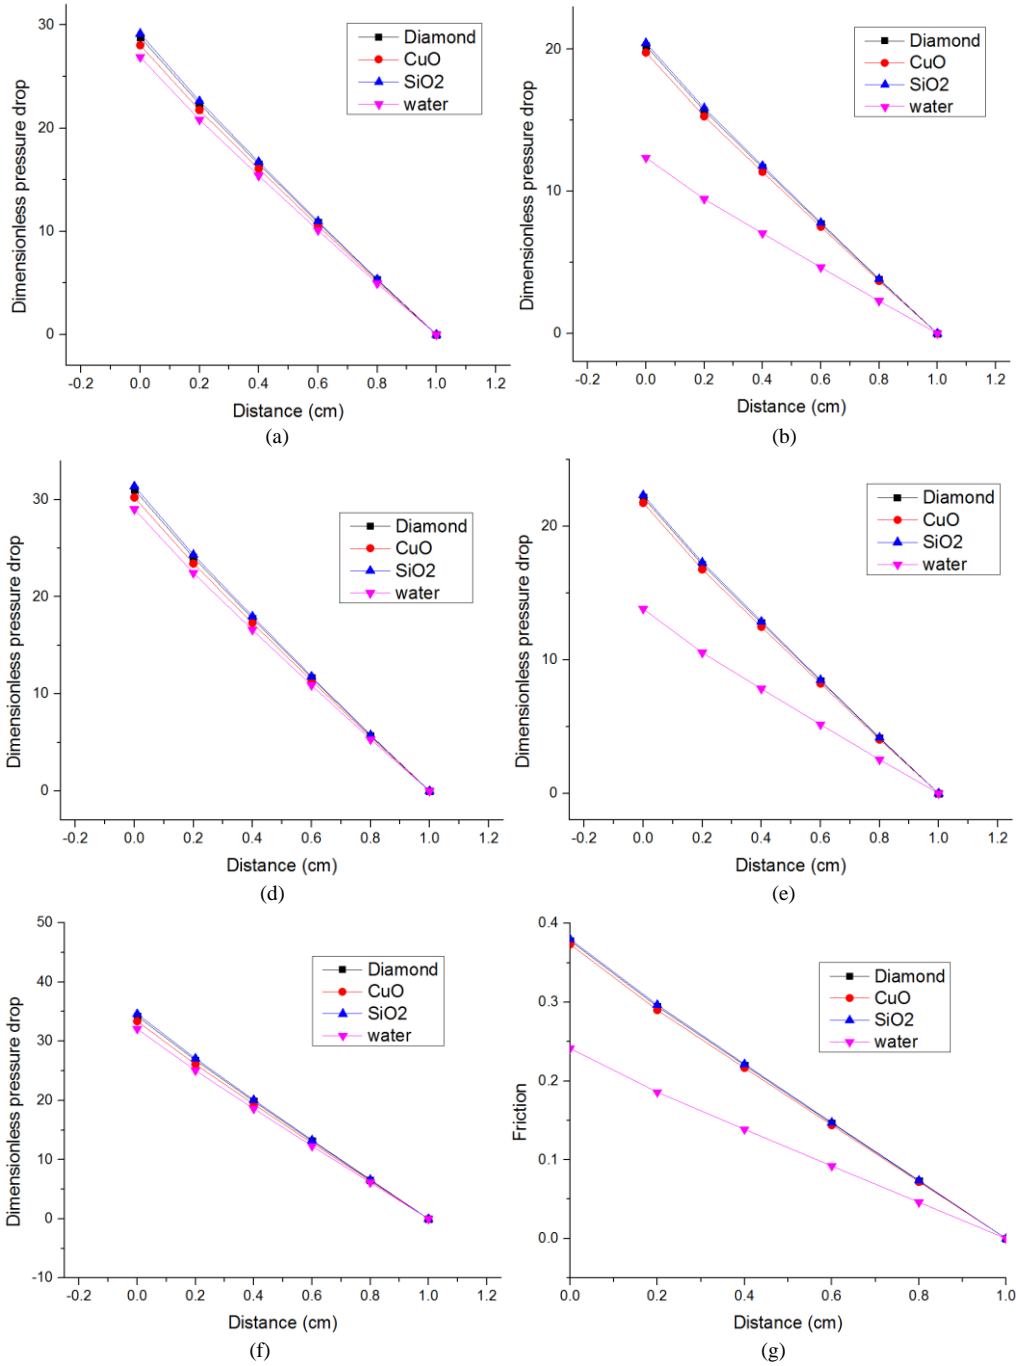 30
20
10
0
-0.2 0.0 0.2 0.4 0.6 0.8 1.0 1.2
Dimensionless pressure drop
Distance (cm)
Diamond
CuO
SiO2
water
(a)
20
10
0
-0.2 0.0 0.2 0.4 0.6 0.8 1.0 1.2
Dimensionless pressure drop
Distance (cm)
Diamond
CuO
SiO2
water
(b)
30
20
10
0
-0.2 0.0 0.2 0.4 0.6 0.8 1.0 1.2
Dimensionless pressure drop
Distance (cm)
Diamond
CuO
SiO2
water
(d)
20
10
0
-0.2 0.0 0.2 0.4 0.6 0.8 1.0 1.2
Dimensionless pressure drop
Distance (cm)
Diamond
CuO
SiO2
water
(e)
50
40
30
20
10
0
-10
-0.2 0.0 0.2 0.4 0.6 0.8 1.0 1.2
Dimensionless pressure drop
Distance (cm)
Diamond
CuO
SiO2
water
(f)
0.4
0.3
0.2
0.1
0.0
0.0 0.2 0.4 0.6 0.8 1.0
Friction
Distance (cm)
Diamond
CuO
SiO2
water
(g)